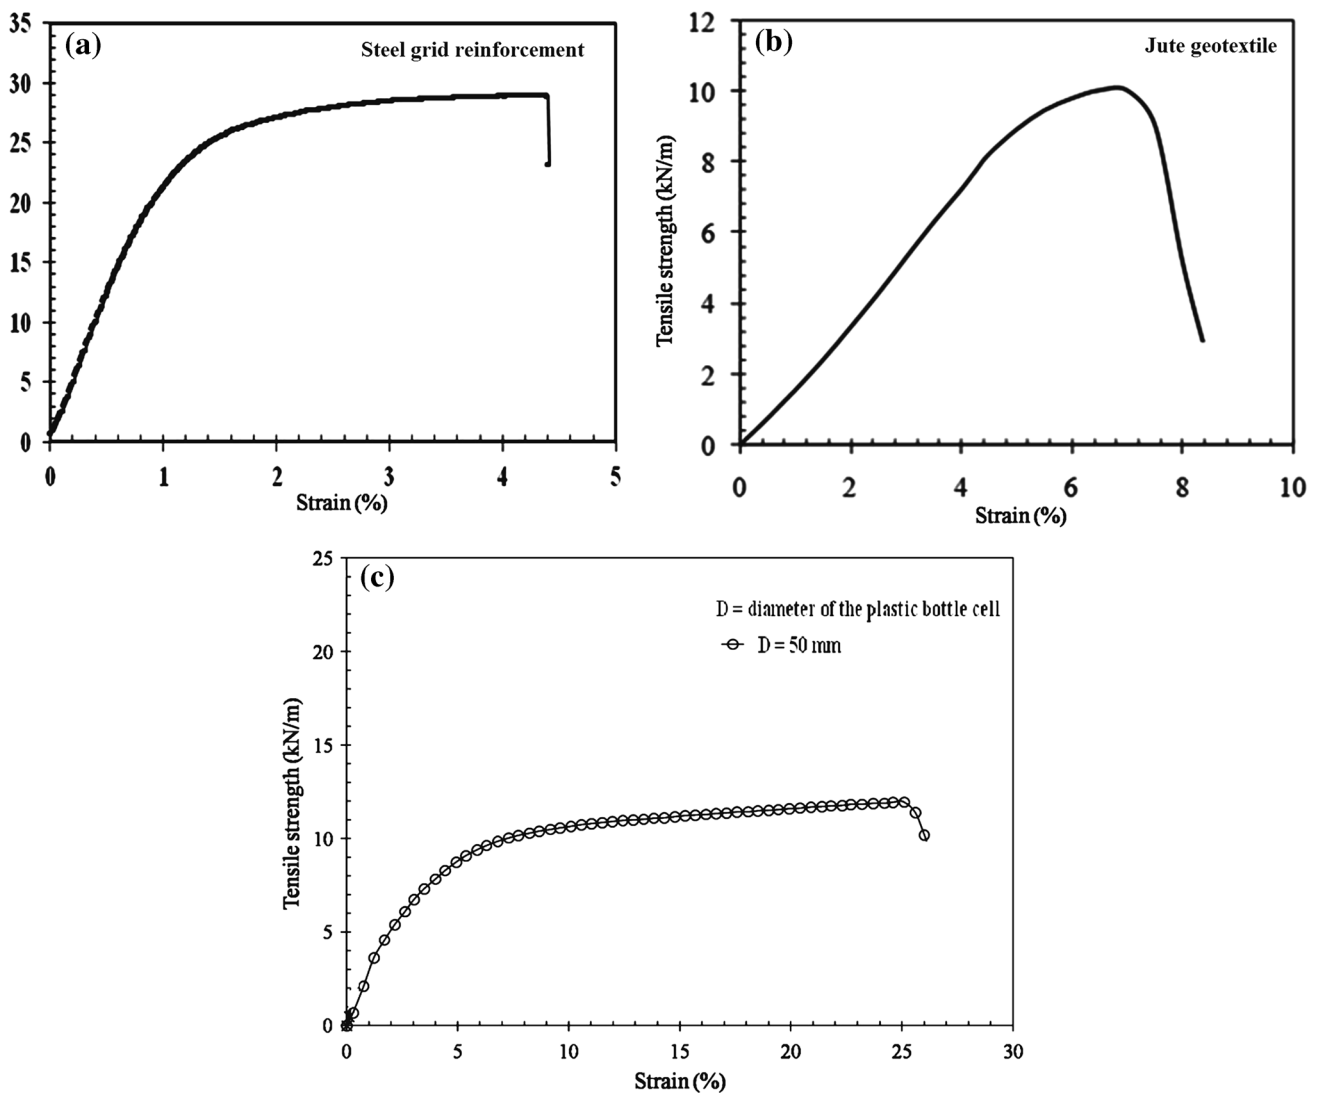 (a)
Steel grid reinforcement
35
30
25
20
15
10
5
0
0 1 2 3 4 5
Strain (%)
(b)
Jute geotextile
Tensile strength (kN/m)
12
10
8
6
4
2
0
0 2 4 6 8 10
Strain (%)
(c)
D = diameter of the plastic bottle cell
D = 50 mm
Tensile strength (kN/m)
25
20
15
10
5
0
0 5 10 15 20 25 30
Strain (%)